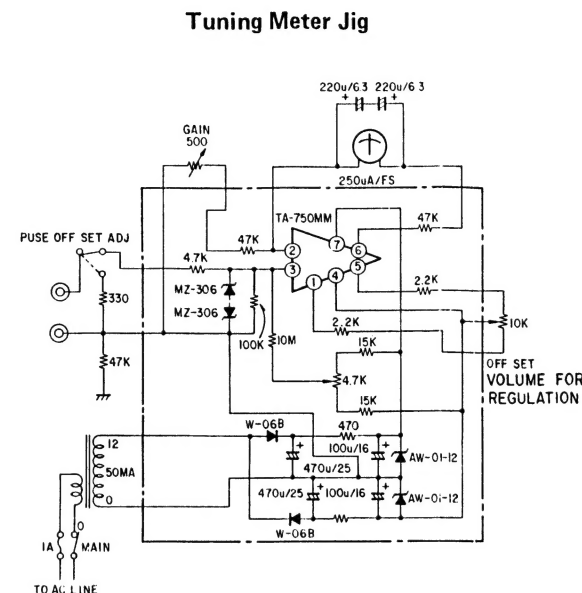 Tuning Meter Jig
220u/6.3 220u/6.3
+ +
GAIN
500
250uA/FS
TA-750MM
PUSE OFF SET ADJ
47K
47K
4.7K
2
3
7
6
5
1
4
MZ-306
MZ-306
330
2.2K
2.2K
10K
100K
10M
15K
4.7K
15K
47K
OFF SET
VOLUME FOR
REGULATION
W-06B
12
50MA
0
470
+
100u/16
+
AW-01-12
470u/25
470u/25
+
100u/16
+
AW-01-12
W-06B
0
1A
MAIN
TO AC LINE